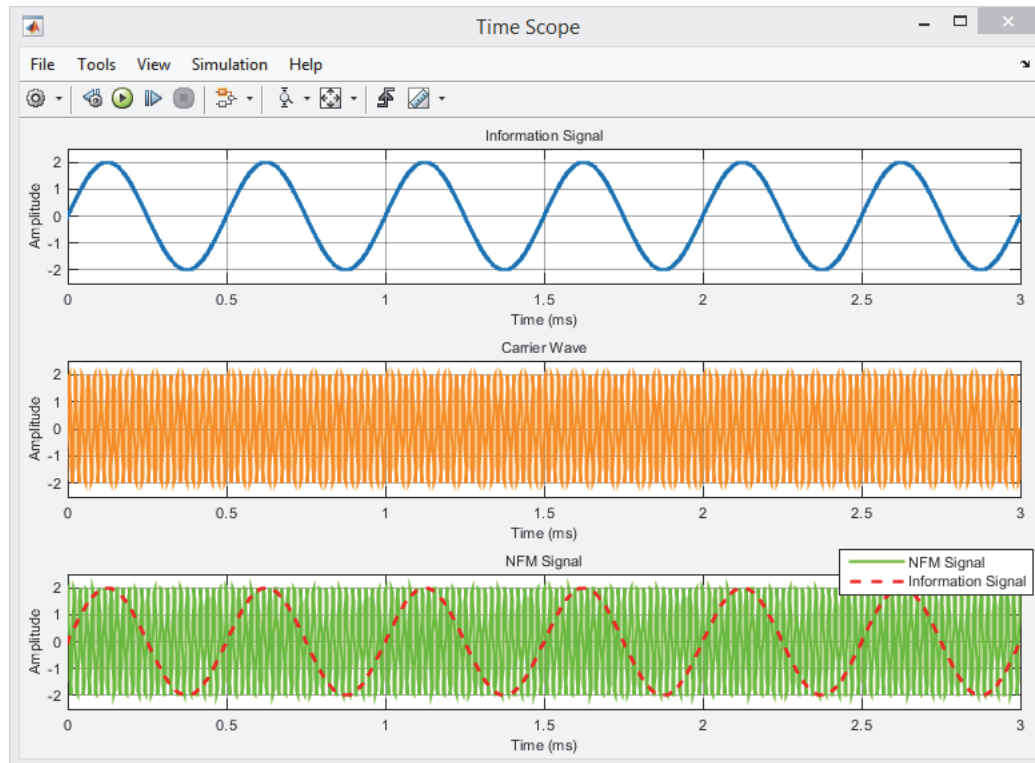 Time Scope
File Tools View Simulation Help
Information Signal
Amplitude
2
1
0
-1
-2
0 0.5 1 1.5 2 2.5 3
Time (ms)
Carrier Wave
Amplitude
2
1
0
-1
-2
0 0.5 1 1.5 2 2.5 3
Time (ms)
NFM Signal
NFM Signal
Information Signal
Amplitude
2
1
0
-1
-2
0 0.5 1 1.5 2 2.5 3
Time (ms)